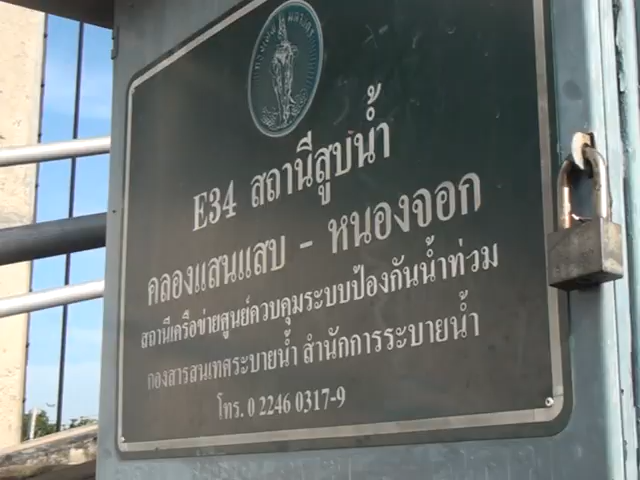 E34 สถานีสูบน้ำ
คลองแสนแสบ - หนองจอก
สถานีเครือข่ายศูนย์ควบคุมระบบป้องกันน้ำท่วม
กองสารสนเทศระบายน้ำ สำนักการระบายน้ำ
โทร. 0 2246 0317-9